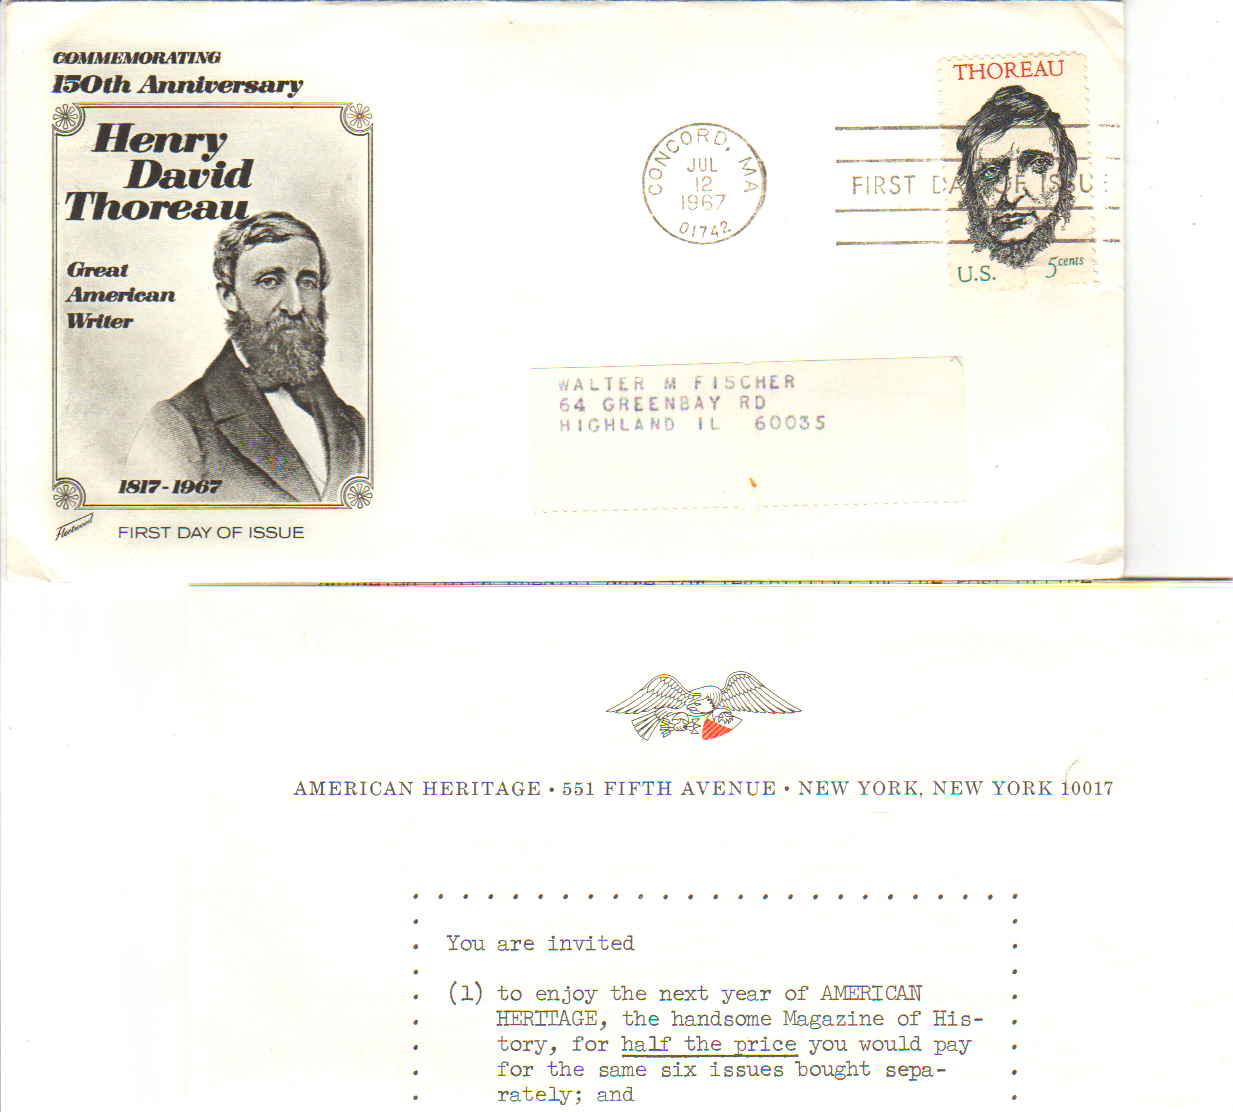 COMMEMORATING
150th Anniversary
Henry
David
Thoreau
Great
American
Writer
1817-1967
Fleetwood
FIRST DAY OF ISSUE
CONCORD, MA
JUL
12
1967
01742
FIRST DAY OF ISSUE
THOREAU
U.S. 5 cents
WALTER M FISCHER
64 GREENBAY RD
HIGHLAND IL 60035
AMERICAN HERITAGE • 551 FIFTH AVENUE • NEW YORK, NEW YORK 10017
You are invited
(1) to enjoy the next year of AMERICAN
HERITAGE, the handsome Magazine of His-
tory, for half the price you would pay
for the same six issues bought sepa-
rately; and